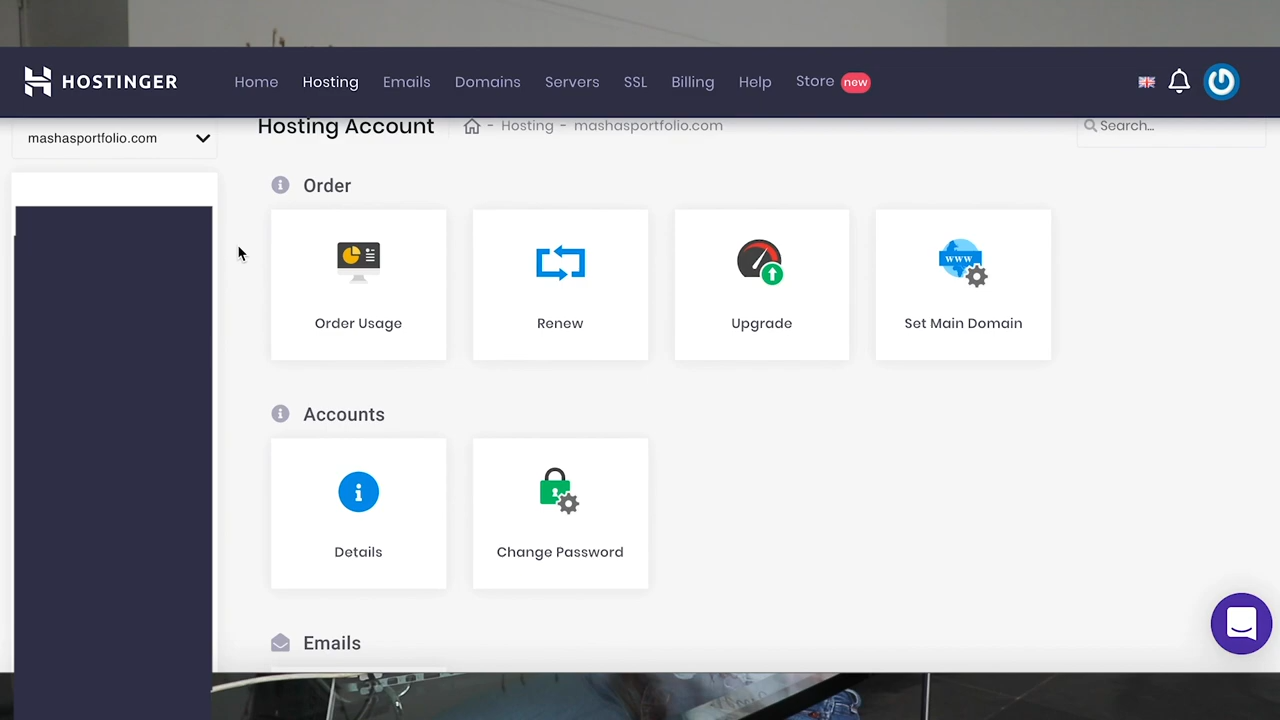 HOSTINGER Home Hosting Emails Domains Servers SSL Billing Help Store new
mashasportfolio.com
Hosting Account - Hosting - mashasportfolio.com Search...
Order
Order Usage Renew Upgrade WWW Set Main Domain
Accounts
Details Change Password
Emails